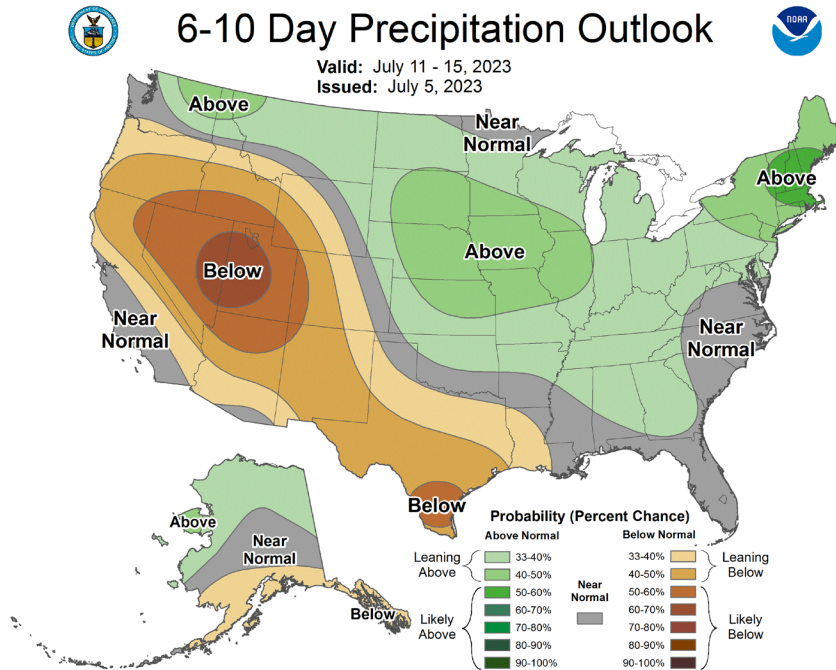 6-10 Day Precipitation Outlook
NOAA
Valid: July 11 - 15, 2023
Issued: July 5, 2023
Above
Near
Normal
Above
Above
Below
Near
Normal
Near
Normal
Below
Above
Near
Normal
Below
Probability (Percent Chance)
Above Normal
Below Normal
Leaning
Above
33-40%
40-50%
Likely
Above
50-60%
60-70%
70-80%
80-90%
90-100%
Near
Normal
33-40%
40-50%
Leaning
Below
50-60%
60-70%
70-80%
80-90%
90-100%
Likely
Below